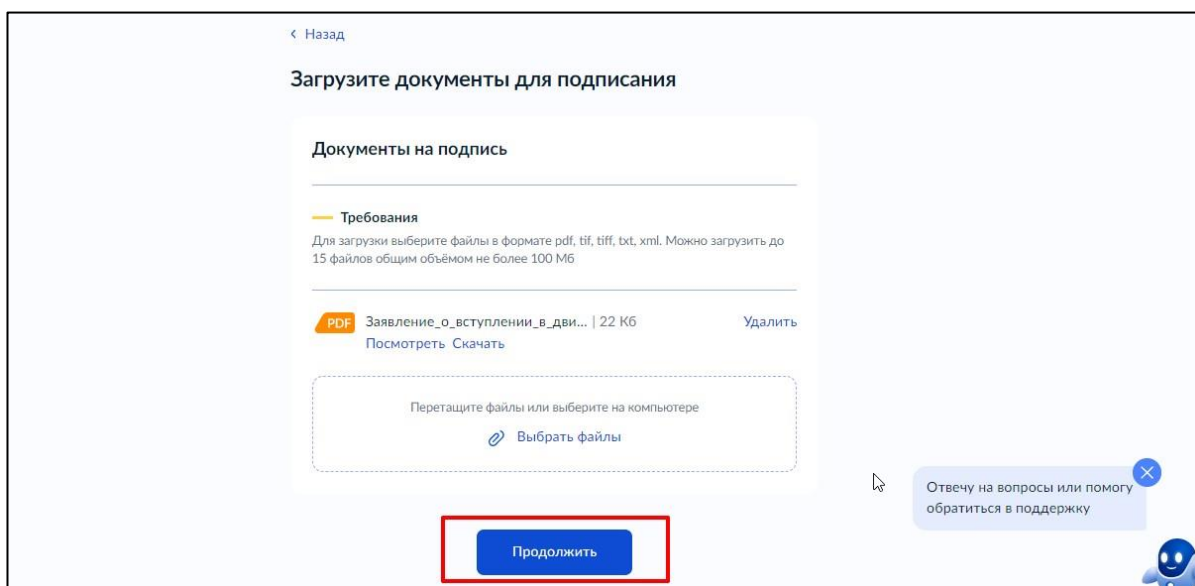 Назад
Загрузите документы для подписания
Документы на подпись
Требования
Для загрузки выберите файлы в формате pdf, tif, tiff, txt, xml. Можно загрузить до
15 файлов общим объёмом не более 100 Мб
PDF Заявление_о_вступлении_в_дви... | 22 Кб Удалить
Посмотреть Скачать
Перетащите файлы или выберите на компьютере
Выбрать файлы
Отвечу на вопросы или помогу
обратиться в поддержку
Продолжить